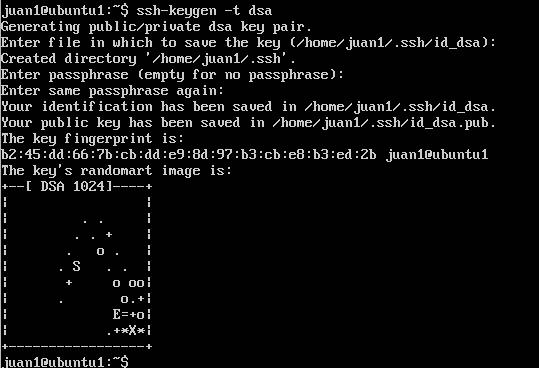 juan1@ubuntu1:~$ ssh-keygen -t dsa
Generating public/private dsa key pair.
Enter file in which to save the key (/home/juan1/.ssh/id_dsa):
Created directory '/home/juan1/.ssh'.
Enter passphrase (empty for no passphrase):
Enter same passphrase again:
Your identification has been saved in /home/juan1/.ssh/id_dsa.
Your public key has been saved in /home/juan1/.ssh/id_dsa.pub.
The key fingerprint is:
b2:45:dd:66:7b:cb:dd:e9:8d:97:b3:cb:e8:b3:ed:2b juan1@ubuntu1
The key's randomart image is:
+--[ DSA 1024]----+
|                 |
|         . .     |
|        . . +    |
|       .   o .   |
|      . S   . .  |
|       +     o oo|
|      .       o.+|
|             E=+o|
|            .+*X*|
+-----------------+
juan1@ubuntu1:~$